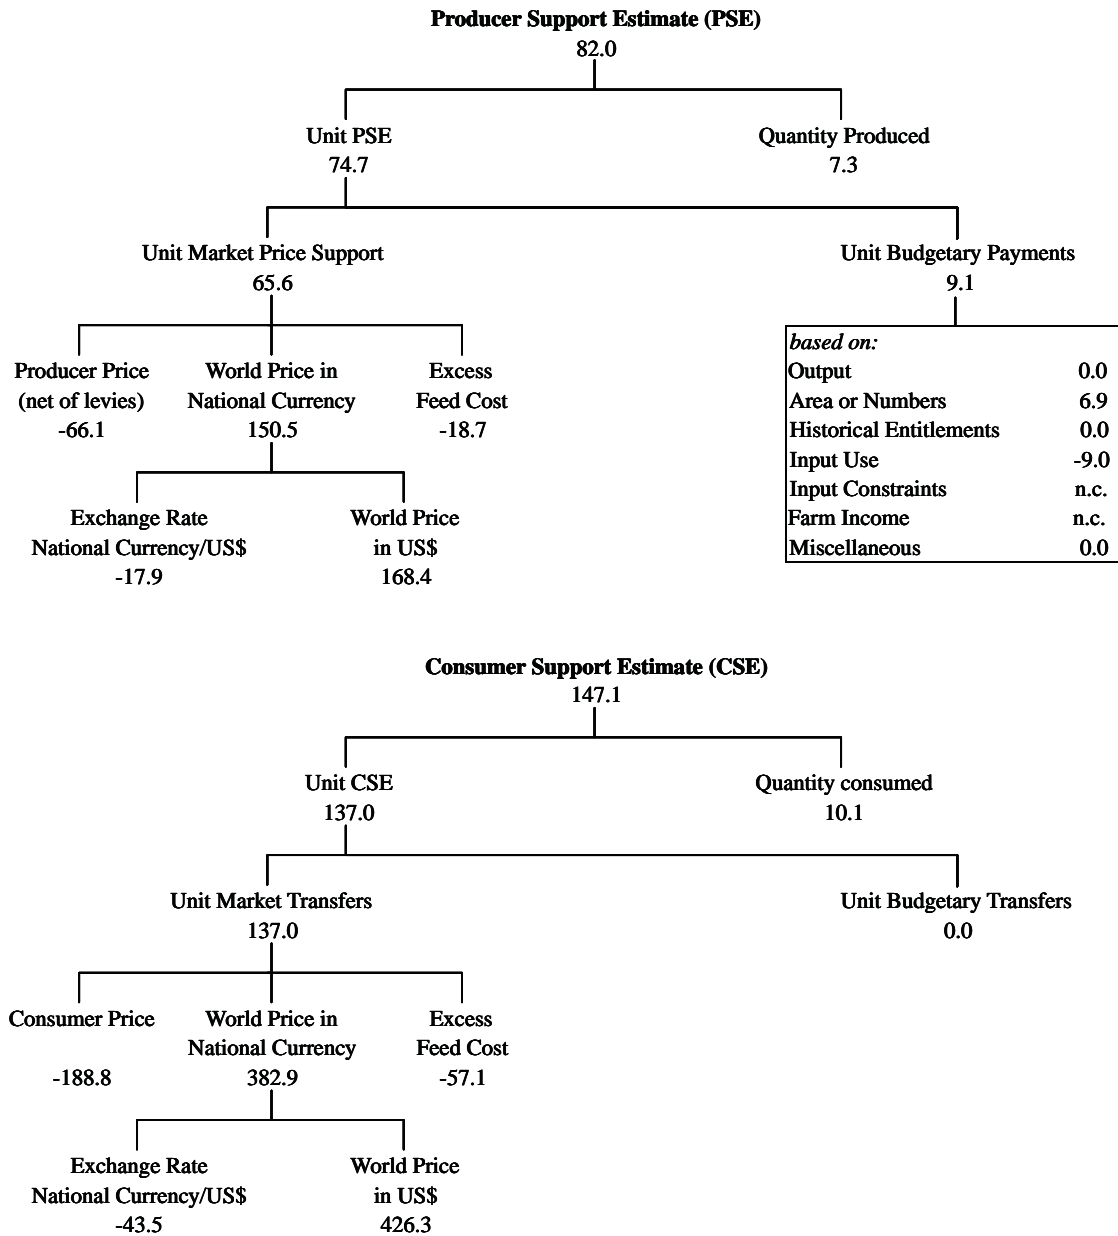 Producer Support Estimate (PSE)
82.0
Unit PSE
Quantity Produced
74.7
7.3
Unit Market Price Support
Unit Budgetary Payments
65.6
9.1
based on:
Producer Price
World Price in
Excess
Output 0.0
(net of levies)
National Currency
Feed Cost
Area or Numbers 6.9
-66.1
150.5
-18.7
Historical Entitlements 0.0
Input Use -9.0
Input Constraints n.c.
Exchange Rate
World Price
Farm Income n.c.
National Currency/US$
in US$
Miscellaneous 0.0
-17.9
168.4
Consumer Support Estimate (CSE)
147.1
Unit CSE
Quantity consumed
137.0
10.1
Unit Market Transfers
Unit Budgetary Transfers
137.0
0.0
Consumer Price
World Price in
Excess
National Currency
Feed Cost
-188.8
382.9
-57.1
Exchange Rate
World Price
National Currency/US$
in US$
-43.5
426.3